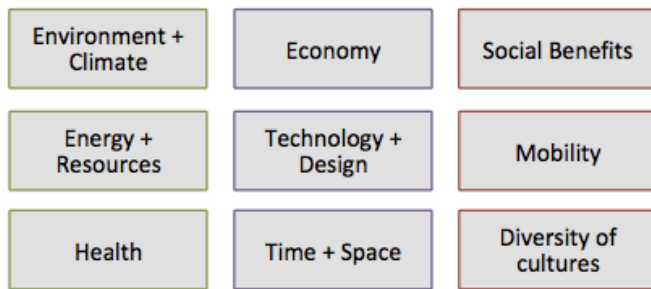 Environment +
Climate
Economy
Social Benefits
Energy +
Resources
Technology +
Design
Mobility
Health
Time + Space
Diversity of
cultures